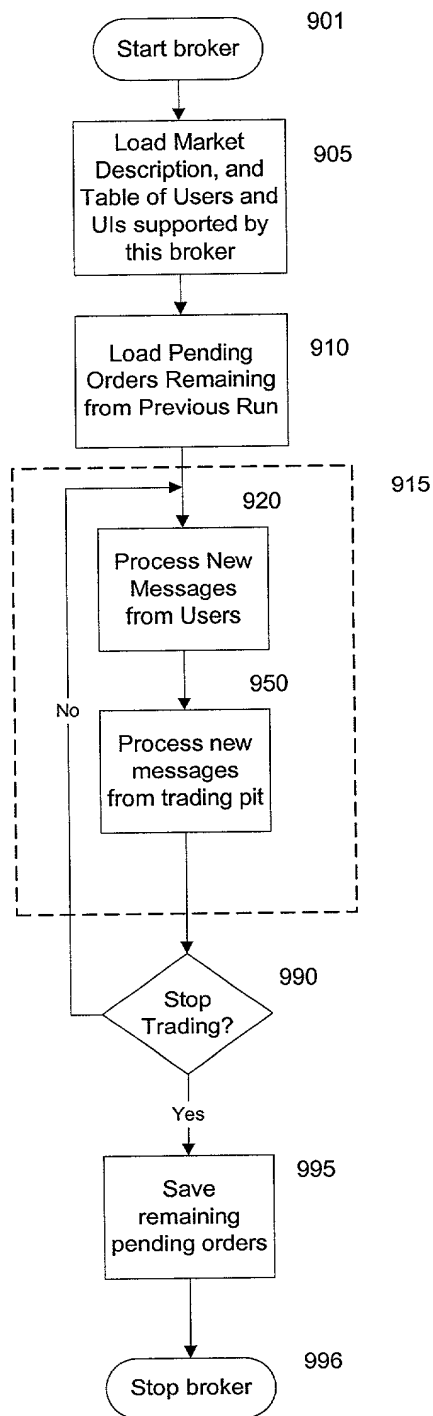 901
Start broker
905
Load Market
Description, and
Table of Users and
UIs supported by
this broker
910
Load Pending
Orders Remaining
from Previous Run
915
920
Process New
Messages
from Users
950
No
Process new
messages
from trading pit
990
Stop
Trading?
Yes
995
Save
remaining
pending orders
996
Stop broker